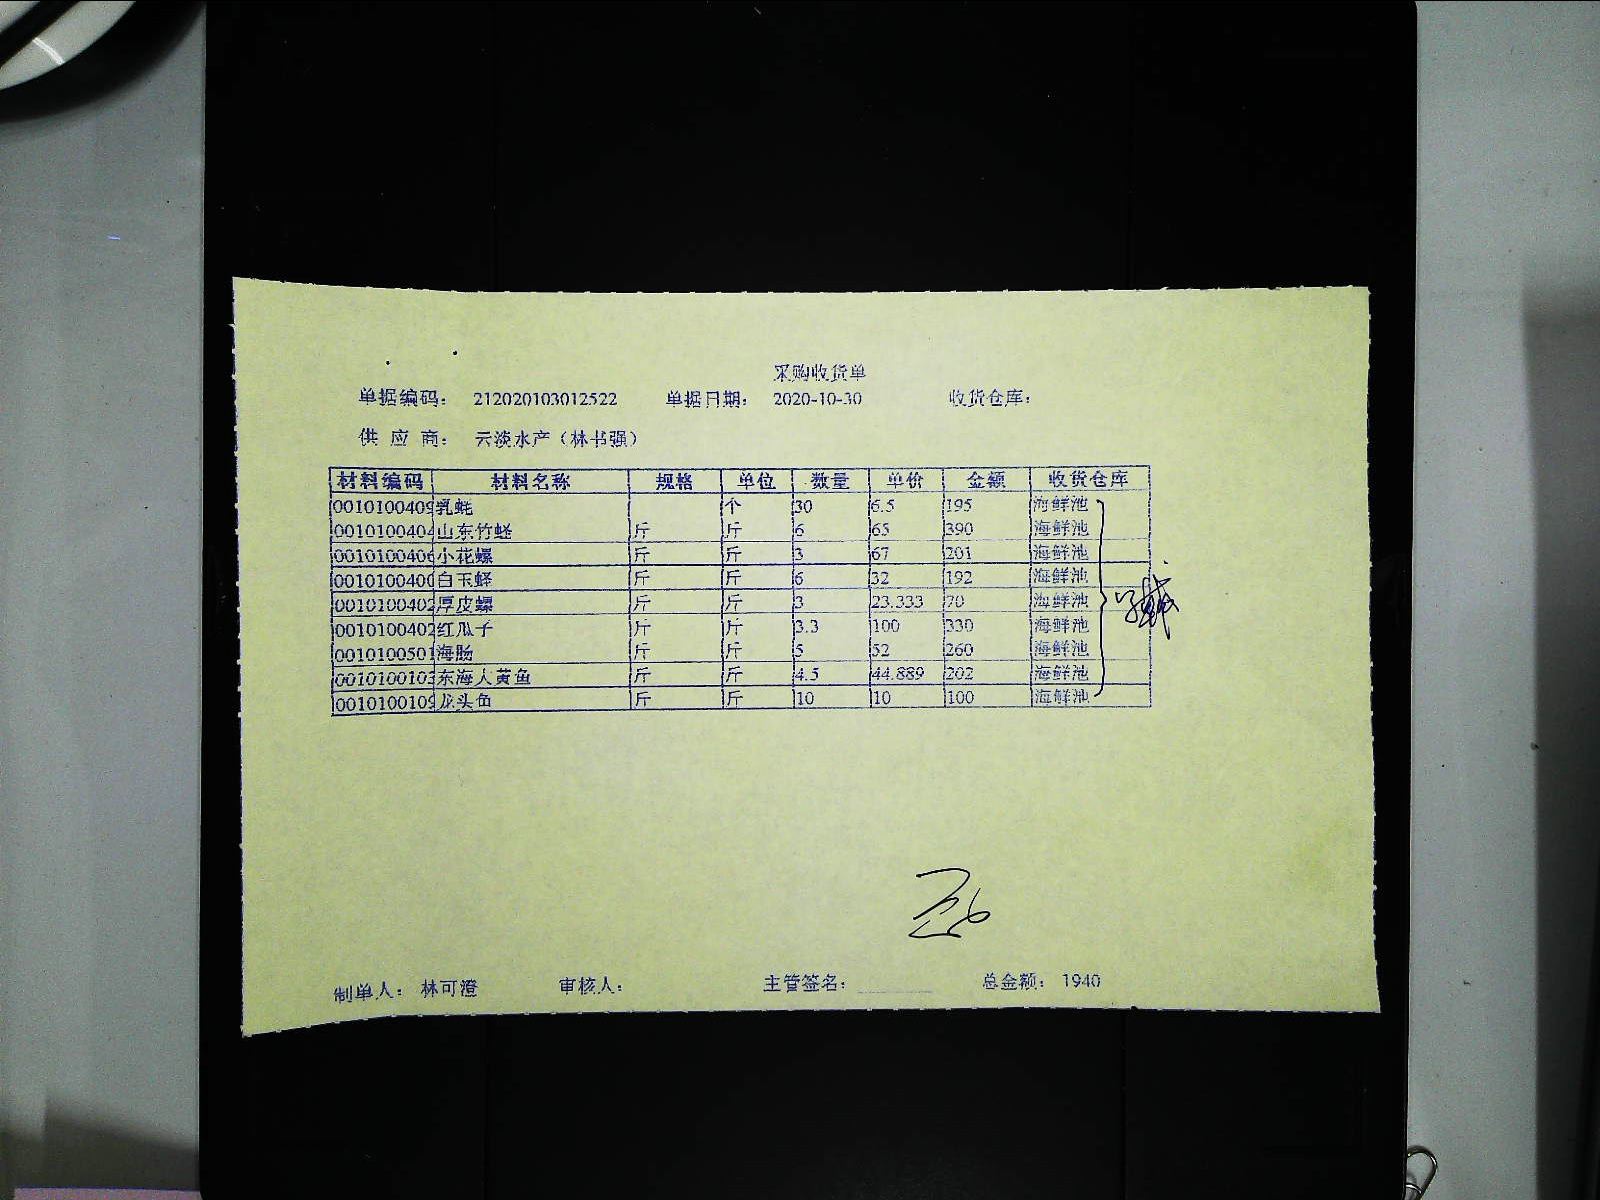 采购收货单
单据编码： 212020103012522 单据日期： 2020-10-30 收货仓库：
供 应 商： 云淡水产（林书强）
材料编码 材料名称 规格 单位 数量 单价 金额 收货仓库
0010100409 乳蚝 个 30 6.5 195 海鲜池
0010100404 山东竹蛏 斤 斤 6 65 390 海鲜池
0010100406 小花螺 斤 斤 3 67 201 海鲜池
0010100400 白玉蛏 斤 斤 6 32 192 海鲜池
0010100402 厚皮螺 斤 斤 3 23.333 70 海鲜池
0010100402 红瓜子 斤 斤 3.3 100 330 海鲜池
0010100501 海肠 斤 斤 5 52 260 海鲜池
0010100103 东海大黄鱼 斤 斤 4.5 44.889 202 海鲜池
0010100109 龙头鱼 斤 斤 10 10 100 海鲜池
制单人： 林可澄 审核人： 主管签名： 总金额： 1940